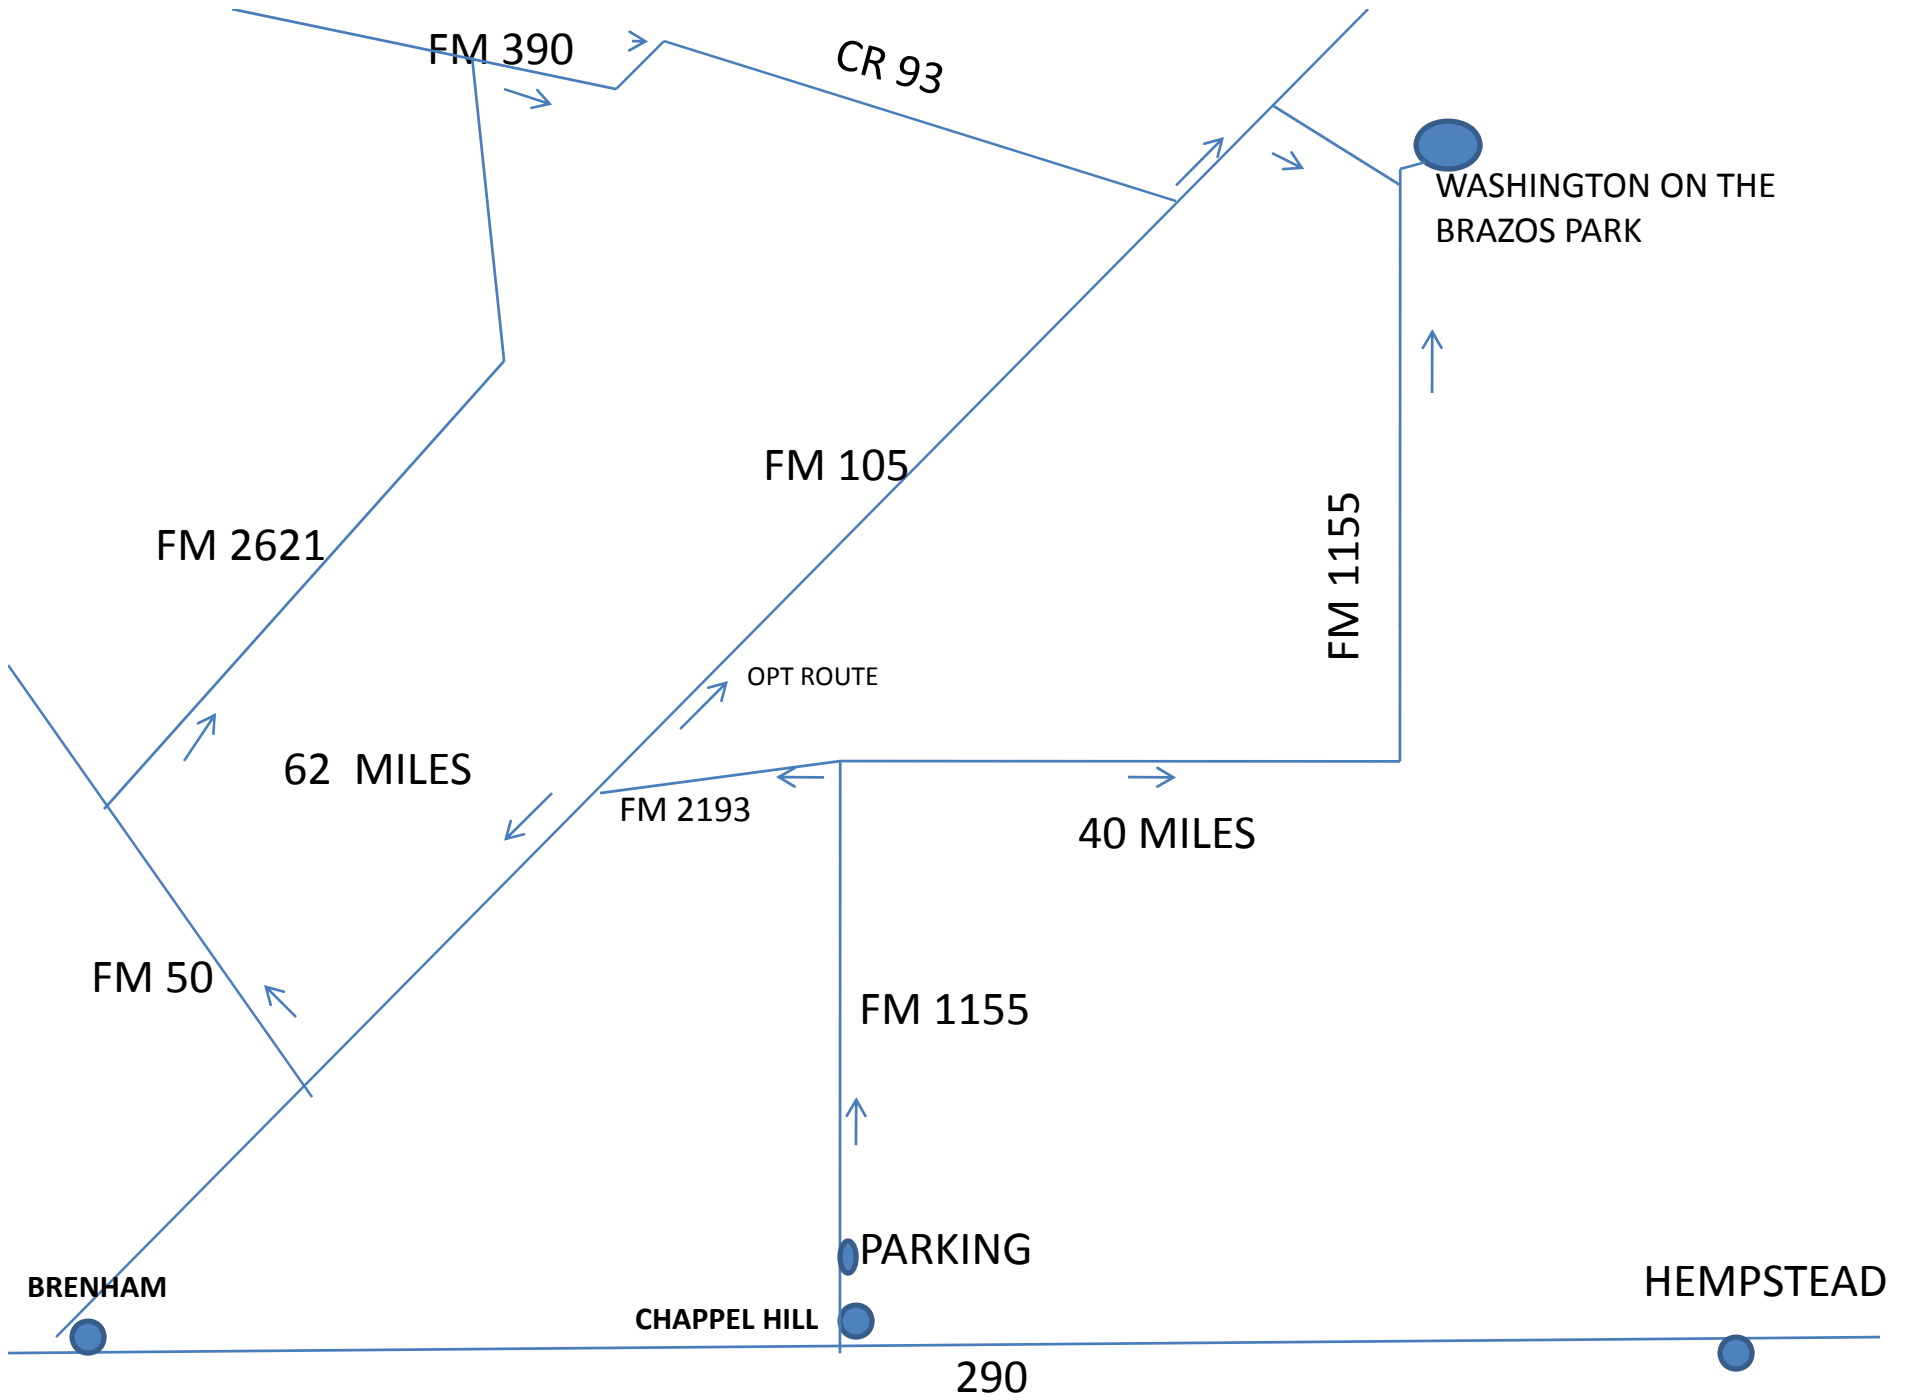 FM 390
CR 93
WASHINGTON ON THE
BRAZOS PARK
FM 105
FM 1155
FM 2621
OPT ROUTE
62 MILES
FM 2193
40 MILES
FM 50
FM 1155
PARKING
BRENHAM
HEMPSTEAD
CHAPPEL HILL
290